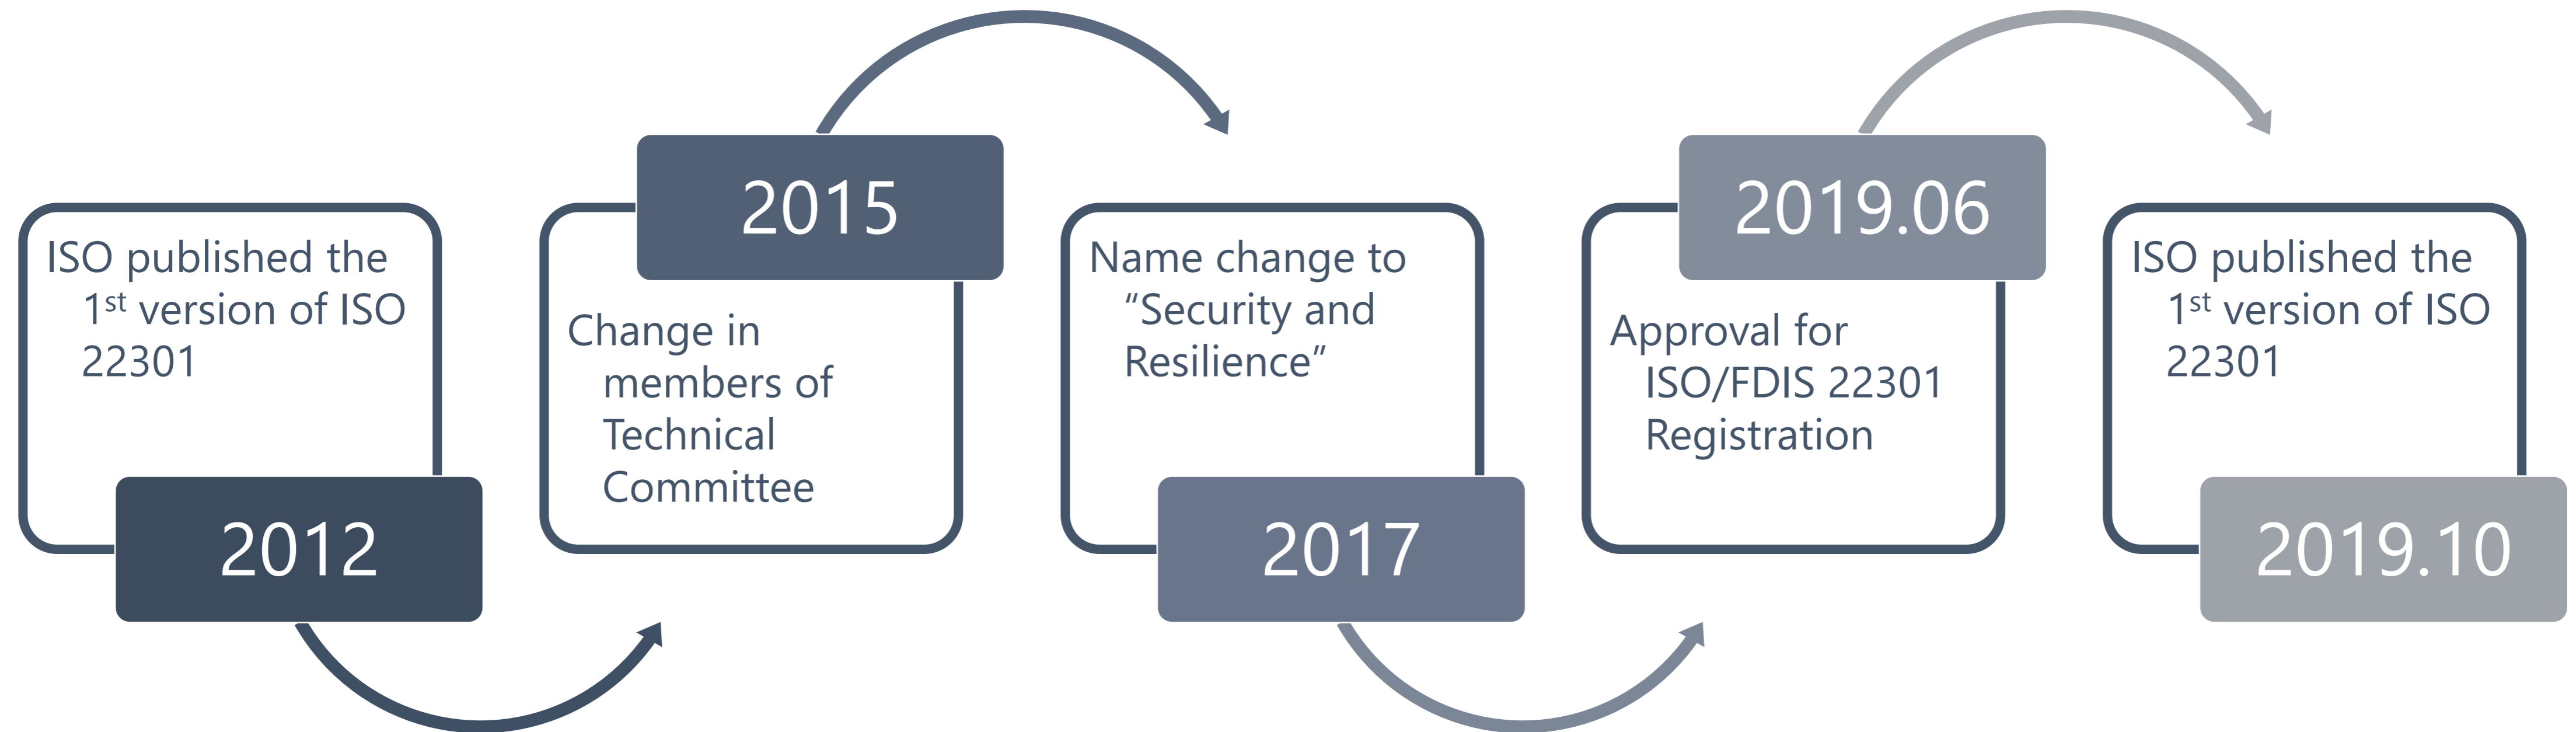 ISO published the
1st version of ISO
22301
2012
2015
Change in
members of
Technical
Committee
Name change to
“Security and
Resilience”
2017
2019.06
Approval for
ISO/FDIS 22301
Registration
ISO published the
1st version of ISO
22301
2019.10